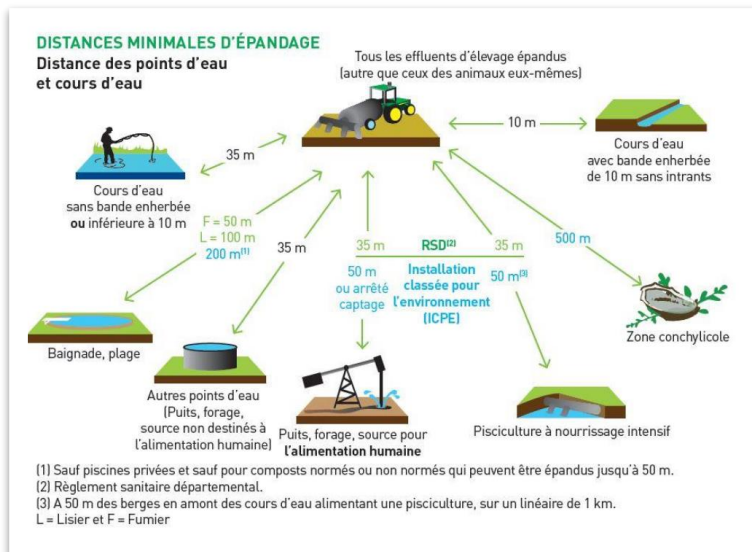 DISTANCES MINIMALES D'ÉPANDAGE
Distance des points d'eau
et cours d'eau
Tous les effluents d'élevage épandus
(autre que ceux des animaux eux-mêmes)
10 m
35 m
Cours d'eau
avec bande enherbée
de 10 m sans intrants
Cours d'eau
sans bande enherbée
ou inférieure à 10 m
F = 50 m
L = 100 m
200 m(1)
35 m
35 m
RSD(2)
35 m
500 m
50 m
ou arrêté
captage
Installation
classée pour
l'environnement
(ICPE)
50 m(3)
Zone conchylicole
Baignade, plage
Autres points d'eau
(Puits, forage,
source non destinés à
l'alimentation humaine)
Puits, forage, source pour
l'alimentation humaine
Pisciculture à nourrissage intensif
(1) Sauf piscines privées et sauf pour composts normés ou non normés qui peuvent être épandus jusqu'à 50 m.
(2) Règlement sanitaire départemental.
(3) A 50 m des berges en amont des cours d'eau alimentant une pisciculture, sur un linéaire de 1 km.
L = Lisier et F = Fumier